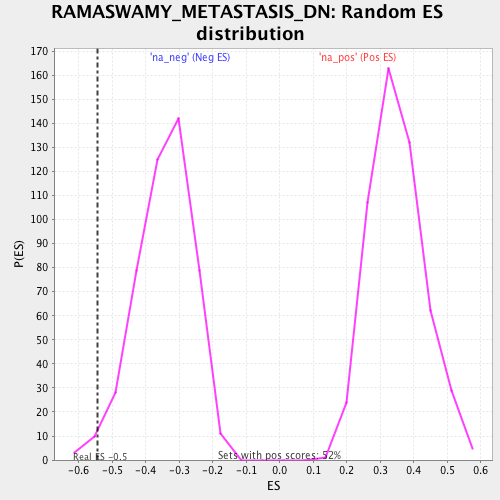 RAMASWAMY_METASTASIS_DN: Random ES
distribution
'na_neg' (Neg ES)
'na_pos' (Pos ES)
170
160
150
140
130
120
110
100
90
80
70
60
50
40
30
20
10
0
P(ES)
Real ES -0.5
Sets with pos scores: 52%
-0.6 -0.5 -0.4 -0.3 -0.2 -0.1 0.0 0.1 0.2 0.3 0.4 0.5 0.6
ES